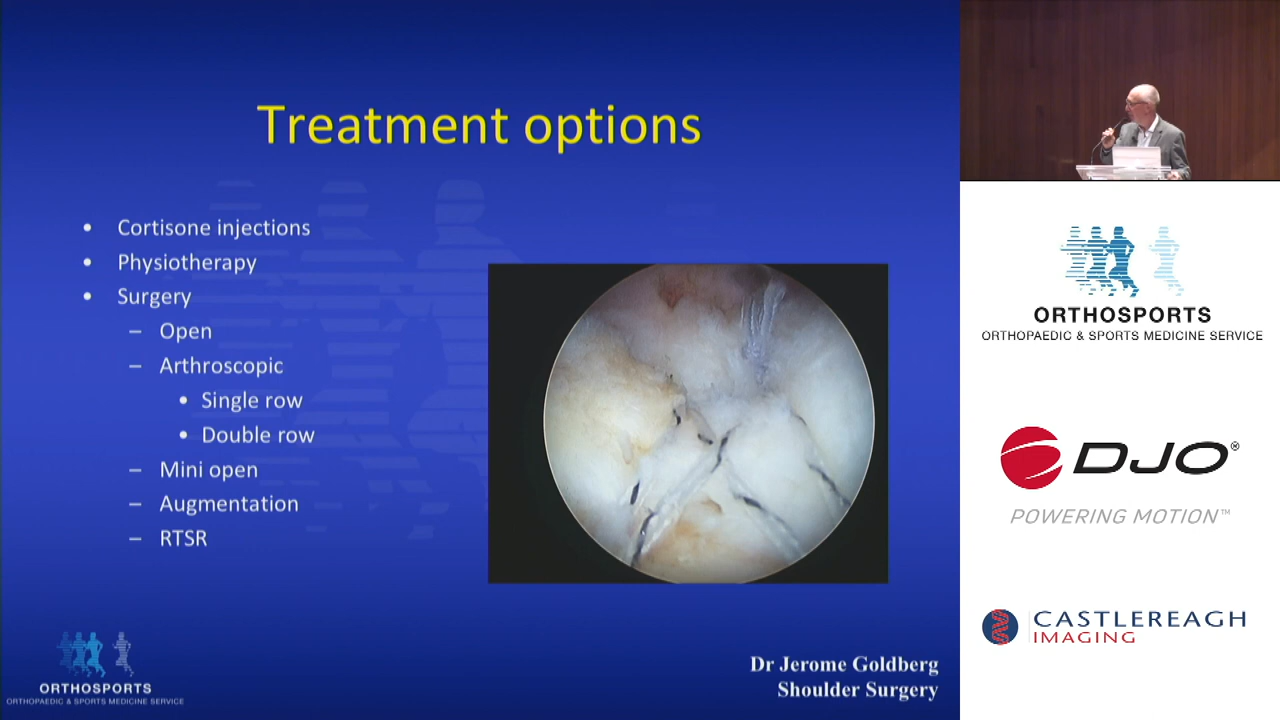 Treatment options
• Cortisone injections
• Physiotherapy
• Surgery
– Open
– Arthroscopic
• Single row
• Double row
– Mini open
– Augmentation
– RTSR
ORTHOSPORTS
ORTHOPAEDIC & SPORTS MEDICINE SERVICE
Dr Jerome Goldberg
Shoulder Surgery
ORTHOSPORTS
ORTHOPAEDIC & SPORTS MEDICINE SERVICE
DJO®
POWERING MOTION™
CASTLEREAGH
IMAGING